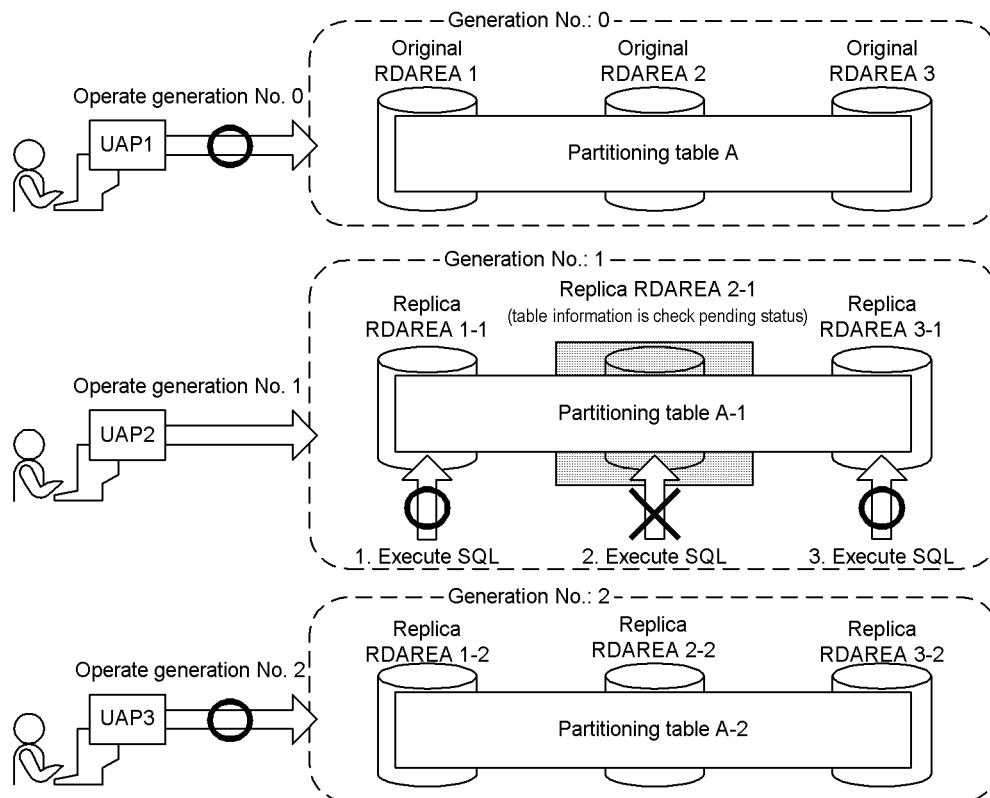 Generation No.: 0
Original
RDAREA 1
Original
RDAREA 2
Original
RDAREA 3
Operate generation No. 0
UAP1
Partitioning table A
Generation No.: 1
Replica
RDAREA 1-1
Replica RDAREA 2-1
(table information is check pending status)
Replica
RDAREA 3-1
Operate generation No. 1
UAP2
Partitioning table A-1
1. Execute SQL
2. Execute SQL
3. Execute SQL
Generation No.: 2
Replica
RDAREA 1-2
Replica
RDAREA 2-2
Replica
RDAREA 3-2
Operate generation No. 2
UAP3
Partitioning table A-2